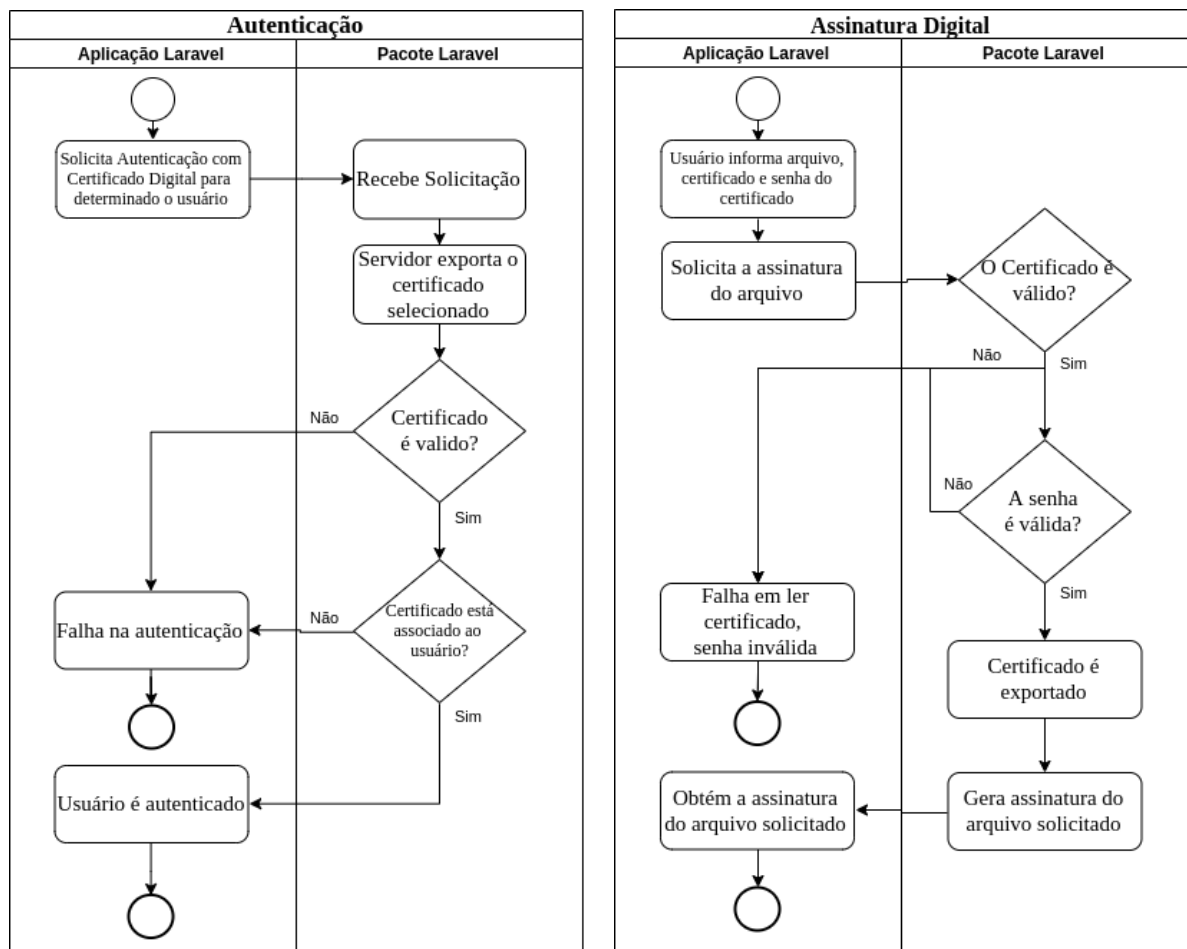 Autenticação
Aplicação Laravel
Pacote Laravel
Solicita Autenticação com
Certificado Digital para
determinado o usuário
Recebe Solicitação
Servidor exporta o
certificado
selecionado
Certificado
é valido?
Não
Sim
Certificado está
associado ao
usuário?
Não
Sim
Falha na autenticação
Usuário é autenticado
Assinatura Digital
Aplicação Laravel
Pacote Laravel
Usuário informa arquivo,
certificado e senha do
certificado
Solicita a assinatura
do arquivo
O Certificado é
válido?
Não
Sim
A senha
é válida?
Não
Sim
Falha em ler
certificado,
senha inválida
Certificado é
exportado
Gera assinatura do
arquivo solicitado
Obtém a assinatura
do arquivo solicitado